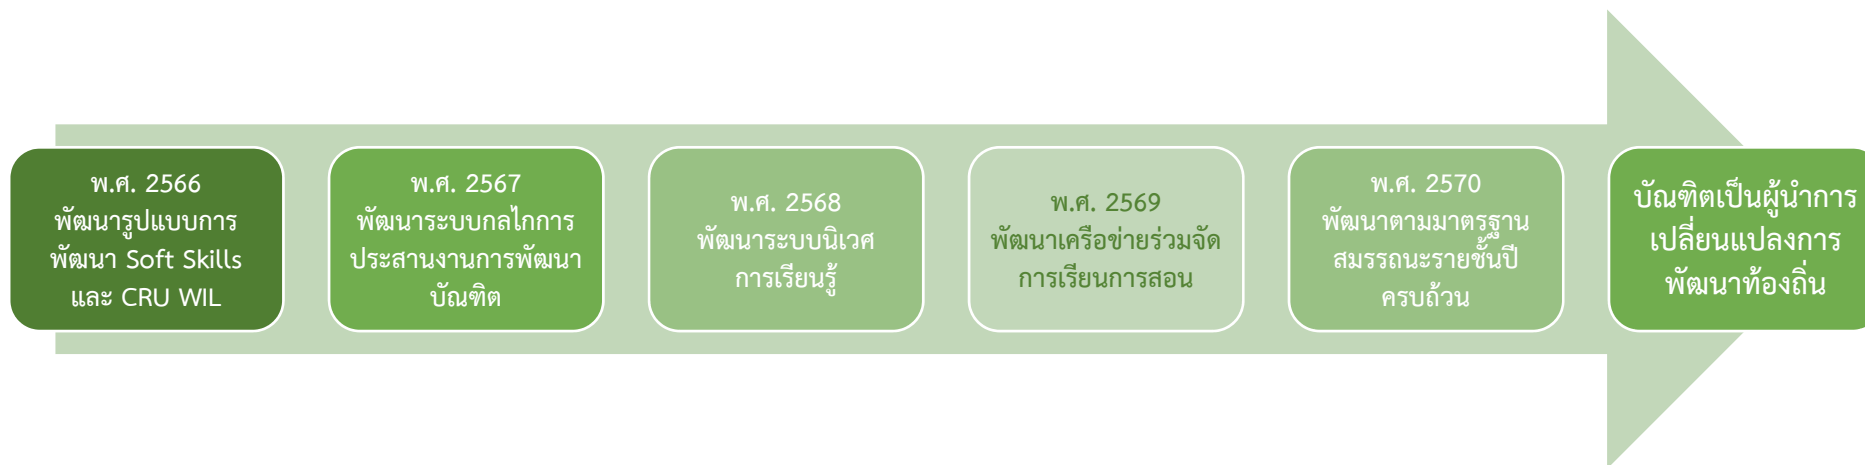 พ.ศ. 2566
พัฒนารูปแบบการ
พัฒนา Soft Skills
และ CRU WIL
พ.ศ. 2567
พัฒนาระบบกลไกการ
ประสานงานการพัฒนา
บัณฑิต
พ.ศ. 2568
พัฒนาระบบนิเวศ
การเรียนรู้
พ.ศ. 2569
พัฒนาเครือข่ายร่วมจัด
การเรียนการสอน
พ.ศ. 2570
พัฒนาตามมาตรฐาน
สมรรถนะรายชั้นปี
ครบถ้วน
บัณฑิตเป็นผู้นำการ
เปลี่ยนแปลงการ
พัฒนาท้องถิ่น